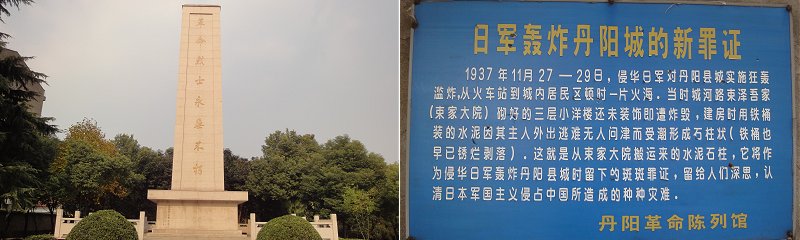 革命烈士永垂不朽
日军轰炸丹阳城的新罪证
1937年11月27—29日，侵华日军对丹阳县城实施狂轰
滥炸，从火车站到城内居民区顿时一片火海。当时城河路束泽吾家
(束家大院)砌好的三层小洋楼还未装饰即遭炸毁，建房时用铁桶
装的水泥因其主人外出逃难无人问津而受潮形成石柱状(铁桶也
早已锈烂剥落)。这就是从束家大院搬运来的水泥石柱，它将作
为侵华日军轰炸丹阳县城时留下的斑斑罪证，留给人们深思，认
清日本军国主义侵占中国所造成的种种灾难。
丹阳革命陈列馆